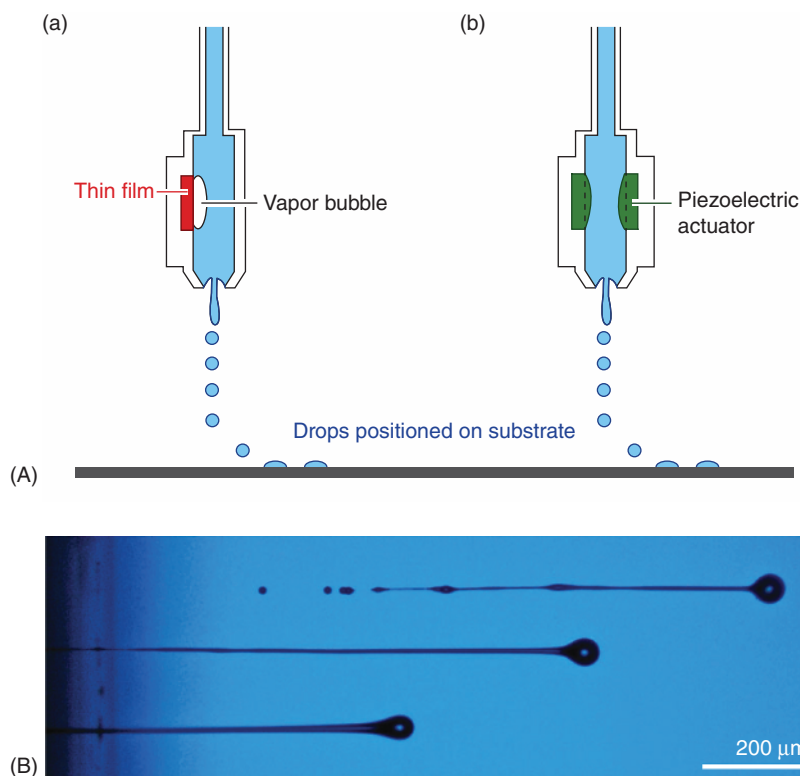 (a)
(b)
Thin film
Vapor bubble
Piezoelectric
actuator
Drops positioned on substrate
(A)
200 μm
(B)